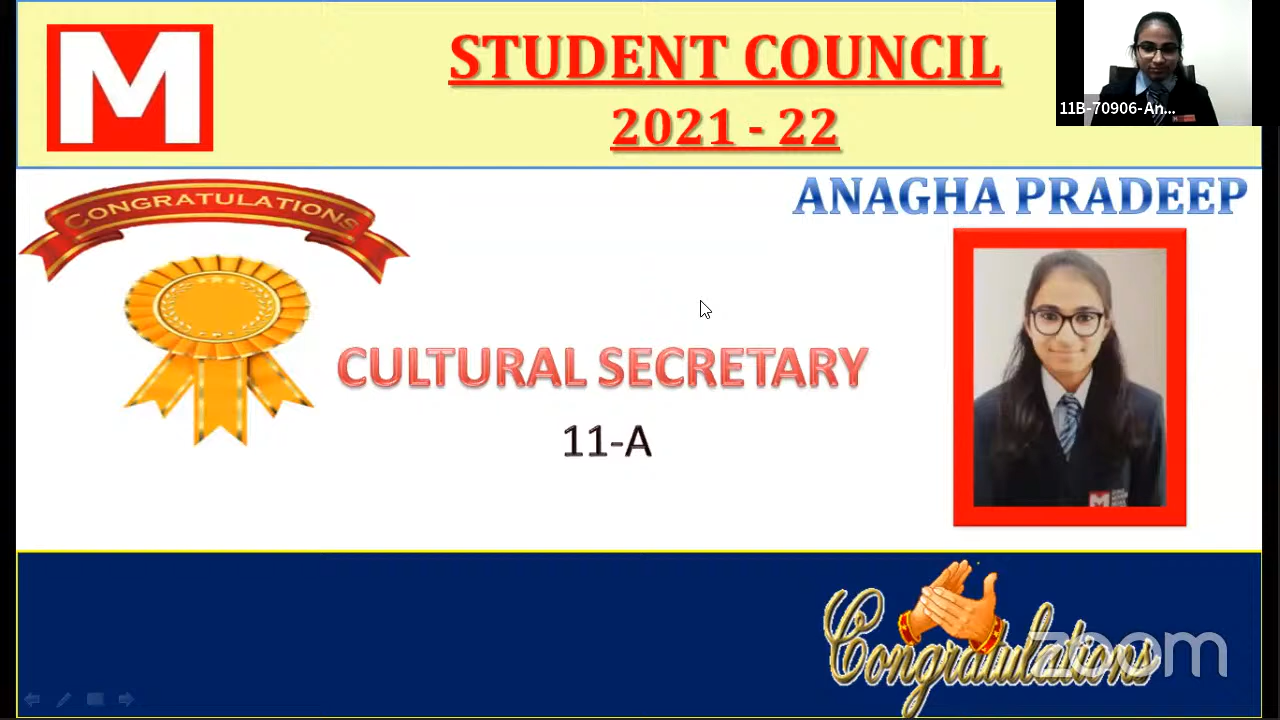 M
STUDENT COUNCIL
2021 - 22
11B-70906-An...
CONGRATULATIONS
ANAGHA PRADEEP
CULTURAL SECRETARY
11-A
M
Congratulations
zoom